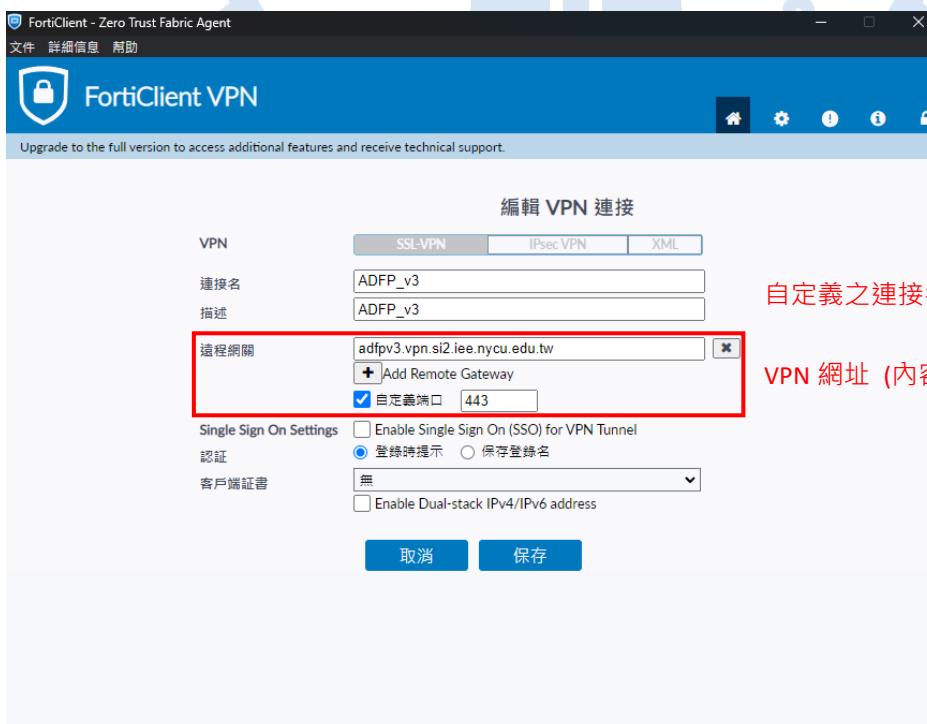 FortiClient - Zero Trust Fabric Agent
文件 詳細信息 幫助
FortiClient VPN
Upgrade to the full version to access additional features and receive technical support.
編輯 VPN 連接
VPN SSL-VPN IPsec VPN XML
連接名 ADFP_v3
描述 ADFP_v3
自定義之連接
遠程網關 adfpv3.vpn.si2.iee.nycu.edu.tw
Add Remote Gateway
VPN 網址 (內容
自定義端口 443
Single Sign On Settings Enable Single Sign On (SSO) for VPN Tunnel
認証 登錄時提示 保存登錄名
客戶端証書 無
Enable Dual-stack IPv4/IPv6 address
取消 保存